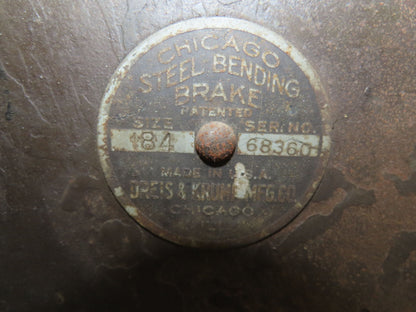 CHICAGO
STEEL BENDING
BRAKE
PATENTED
SIZE SER. NO.
184 68360
MADE IN U.S.A.
DREIS & KRUMP MFG. CO.
CHICAGO